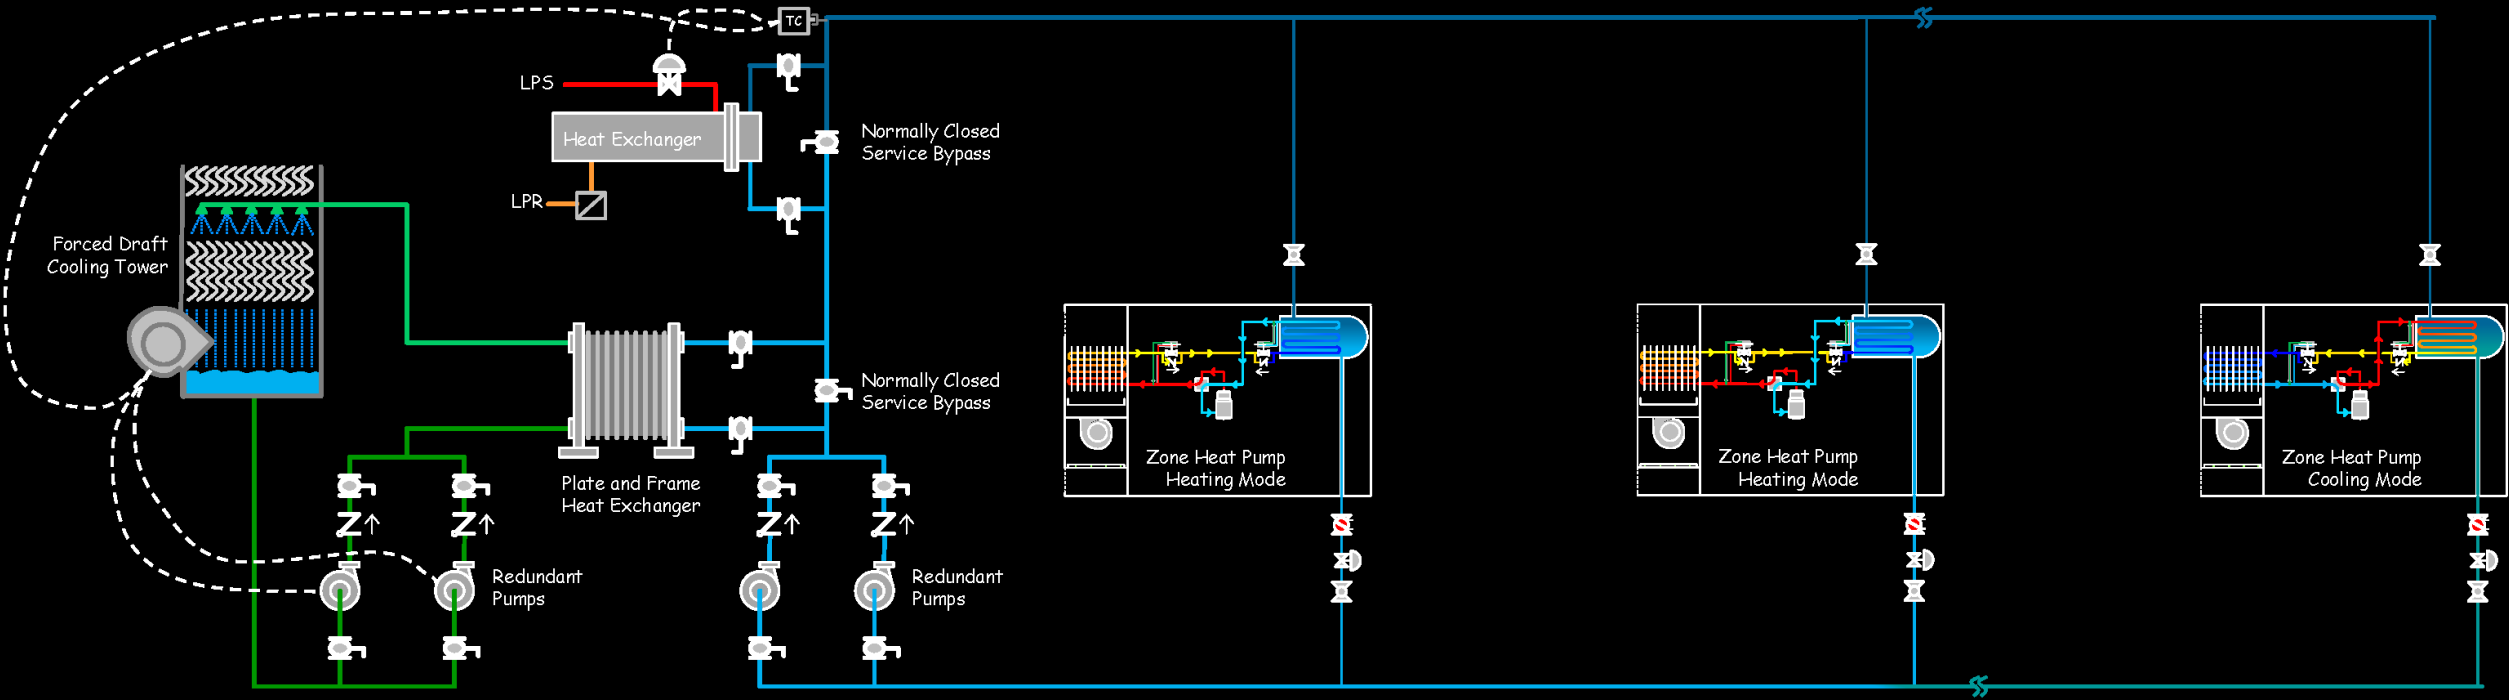 TC
LPS
Heat Exchanger
Normally Closed
Service Bypass
LPR
Forced Draft
Cooling Tower
Normally Closed
Service Bypass
Plate and Frame
Heat Exchanger
Redundant
Pumps
Redundant
Pumps
Zone Heat Pump
Heating Mode
Zone Heat Pump
Heating Mode
Zone Heat Pump
Cooling Mode